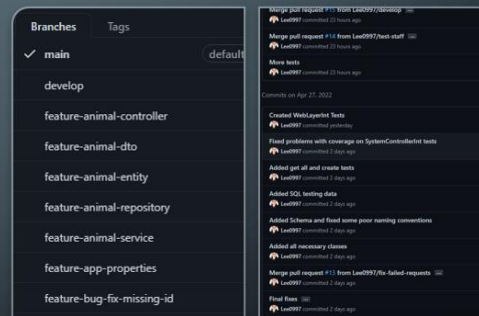 Branches Tags
main default
develop
feature-animal-controller
feature-animal-dto
feature-animal-entity
feature-animal-repository
feature-animal-service
feature-app-properties
feature-bug-fix-missing-id
Merge pull request #15 from Lee0997/develop
Lee0997 committed 23 hours ago
Merge pull request #14 from Lee0997/test-staff
Lee0997 committed 23 hours ago
More tests
Lee0997 committed 23 hours ago
Commits on Apr 27, 2022
Created WebLayerInt Tests
Lee0997 committed yesterday
Fixed problems with coverage on SystemControllerInt tests
Lee0997 committed 2 days ago
Added get all and create tests
Lee0997 committed 2 days ago
Added SQL testing data
Lee0997 committed 2 days ago
Added Schema and fixed some poor naming conventions
Lee0997 committed 2 days ago
Added all necessary classes
Lee0997 committed 2 days ago
Merge pull request #13 from Lee0997/fix-failed-requests
Lee0997 committed 2 days ago
Final fixes
Lee0997 committed 2 days ago